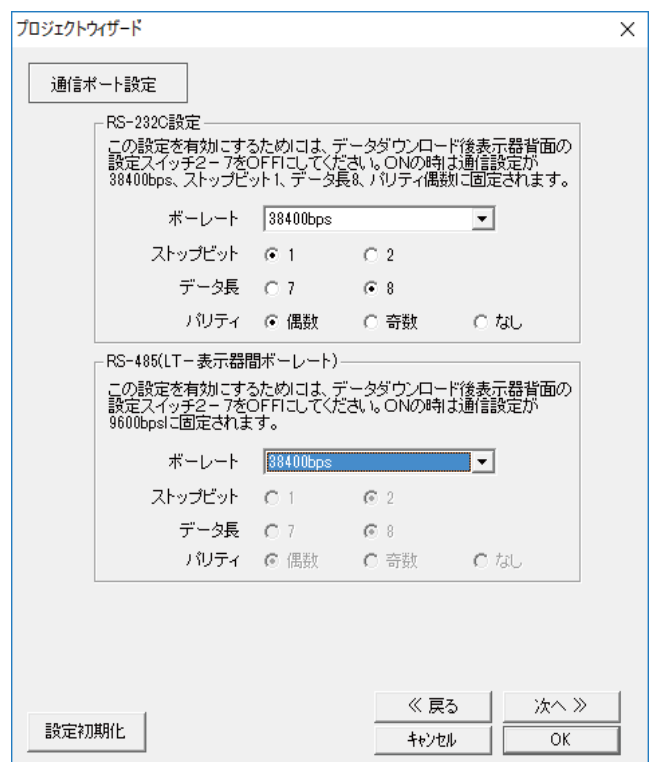 プロジェクトウィザード
通信ポート設定
RS-232C設定
この設定を有効にするためには、データダウンロード後表示器背面の
設定スイッチ2－7をOFFにしてください。ONの時は通信設定が
38400bps、ストップビット1、データ長8、パリティ偶数に固定されます。
ボーレート 38400bps
ストップビット 1 2
データ長 7 8
パリティ 偶数 奇数 なし
RS-485(LT－表示器間ボーレート)
この設定を有効にするためには、データダウンロード後表示器背面の
設定スイッチ2－7をOFFにしてください。ONの時は通信設定が
9600bpsに固定されます。
ボーレート 38400bps
ストップビット 1 2
データ長 7 8
パリティ 偶数 奇数 なし
≪ 戻る 次へ ≫
設定初期化 キャンセル OK